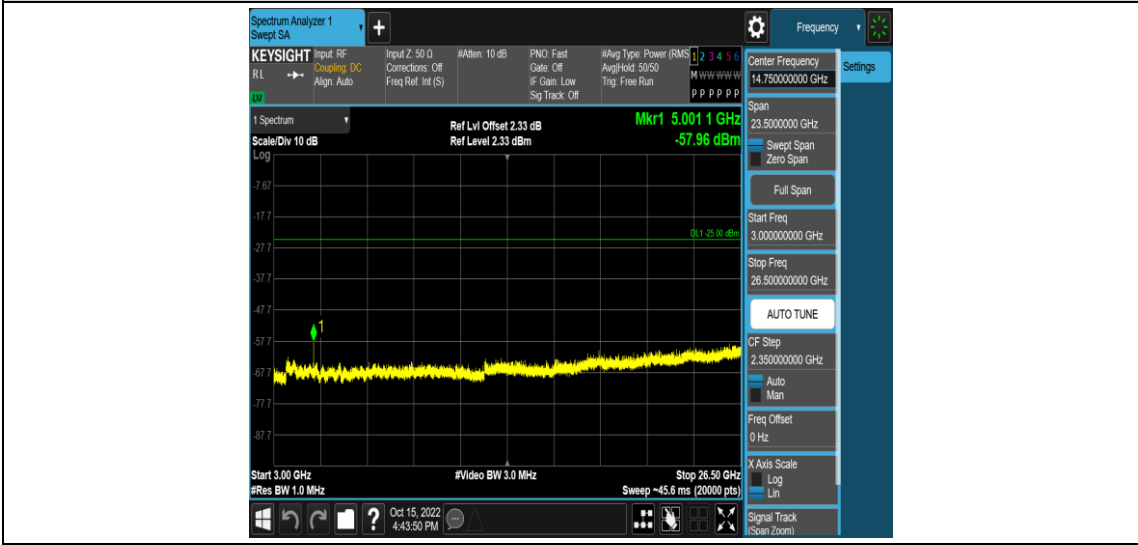 Spectrum Analyzer 1
Swept SA
+
Frequency
KEYSIGHT
RL
LXI
Input: RF
Coupling: DC
Align: Auto
Input Z: 50 Ω
Corrections: Off
Freq Ref: Int (S)
#Atten: 10 dB
PNO: Fast
Gate: Off
IF Gain: Low
Sig Track: Off
#Avg Type: Power (RMS
Avg|Hold: 50/50
Trig: Free Run
1 2 3 4 5 6
M W W W W W
P P P P P P
1 Spectrum
Scale/Div 10 dB
Log
Ref Lvl Offset 2.33 dB
Ref Level 2.33 dBm
Mkr1 5.001 1 GHz
-57.96 dBm
-7.67
-17.7
DL1 -25.00 dBm
-27.7
-37.7
-47.7
1
-57.7
-67.7
-77.7
-87.7
Start 3.00 GHz
#Res BW 1.0 MHz
#Video BW 3.0 MHz
Stop 26.50 GHz
Sweep ~45.6 ms (20000 pts)
?
Oct 15, 2022
4:43:50 PM
Center Frequency
14.750000000 GHz
Settings
Span
23.5000000 GHz
Swept Span
Zero Span
Full Span
Start Freq
3.000000000 GHz
Stop Freq
26.500000000 GHz
AUTO TUNE
CF Step
2.350000000 GHz
Auto
Man
Freq Offset
0 Hz
X Axis Scale
Log
Lin
Signal Track
(Span Zoom)